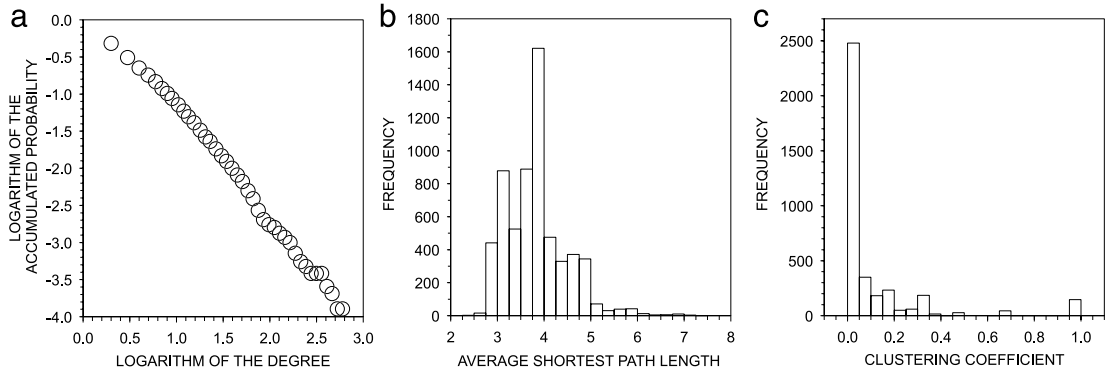 a
LOGARITHM OF THE
ACCUMULATED PROBABILITY
0.0
-0.5
-1.0
-1.5
-2.0
-2.5
-3.0
-3.5
-4.0
0.0 0.5 1.0 1.5 2.0 2.5 3.0
LOGARITHM OF THE DEGREE
b
FREQUENCY
1800
1600
1400
1200
1000
800
600
400
200
0
2 3 4 5 6 7 8
AVERAGE SHORTEST PATH LENGTH
c
FREQUENCY
2500
2000
1500
1000
500
0
0.0 0.2 0.4 0.6 0.8 1.0
CLUSTERING COEFFICIENT